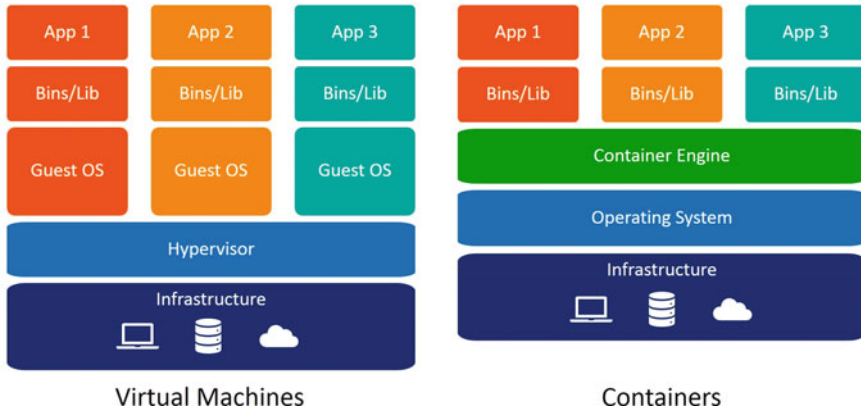 App 1
App 2
App 3
Bins/Lib
Bins/Lib
Bins/Lib
Guest OS
Guest OS
Guest OS
Hypervisor
Infrastructure
Virtual Machines
App 1
App 2
App 3
Bins/Lib
Bins/Lib
Bins/Lib
Container Engine
Operating System
Infrastructure
Containers